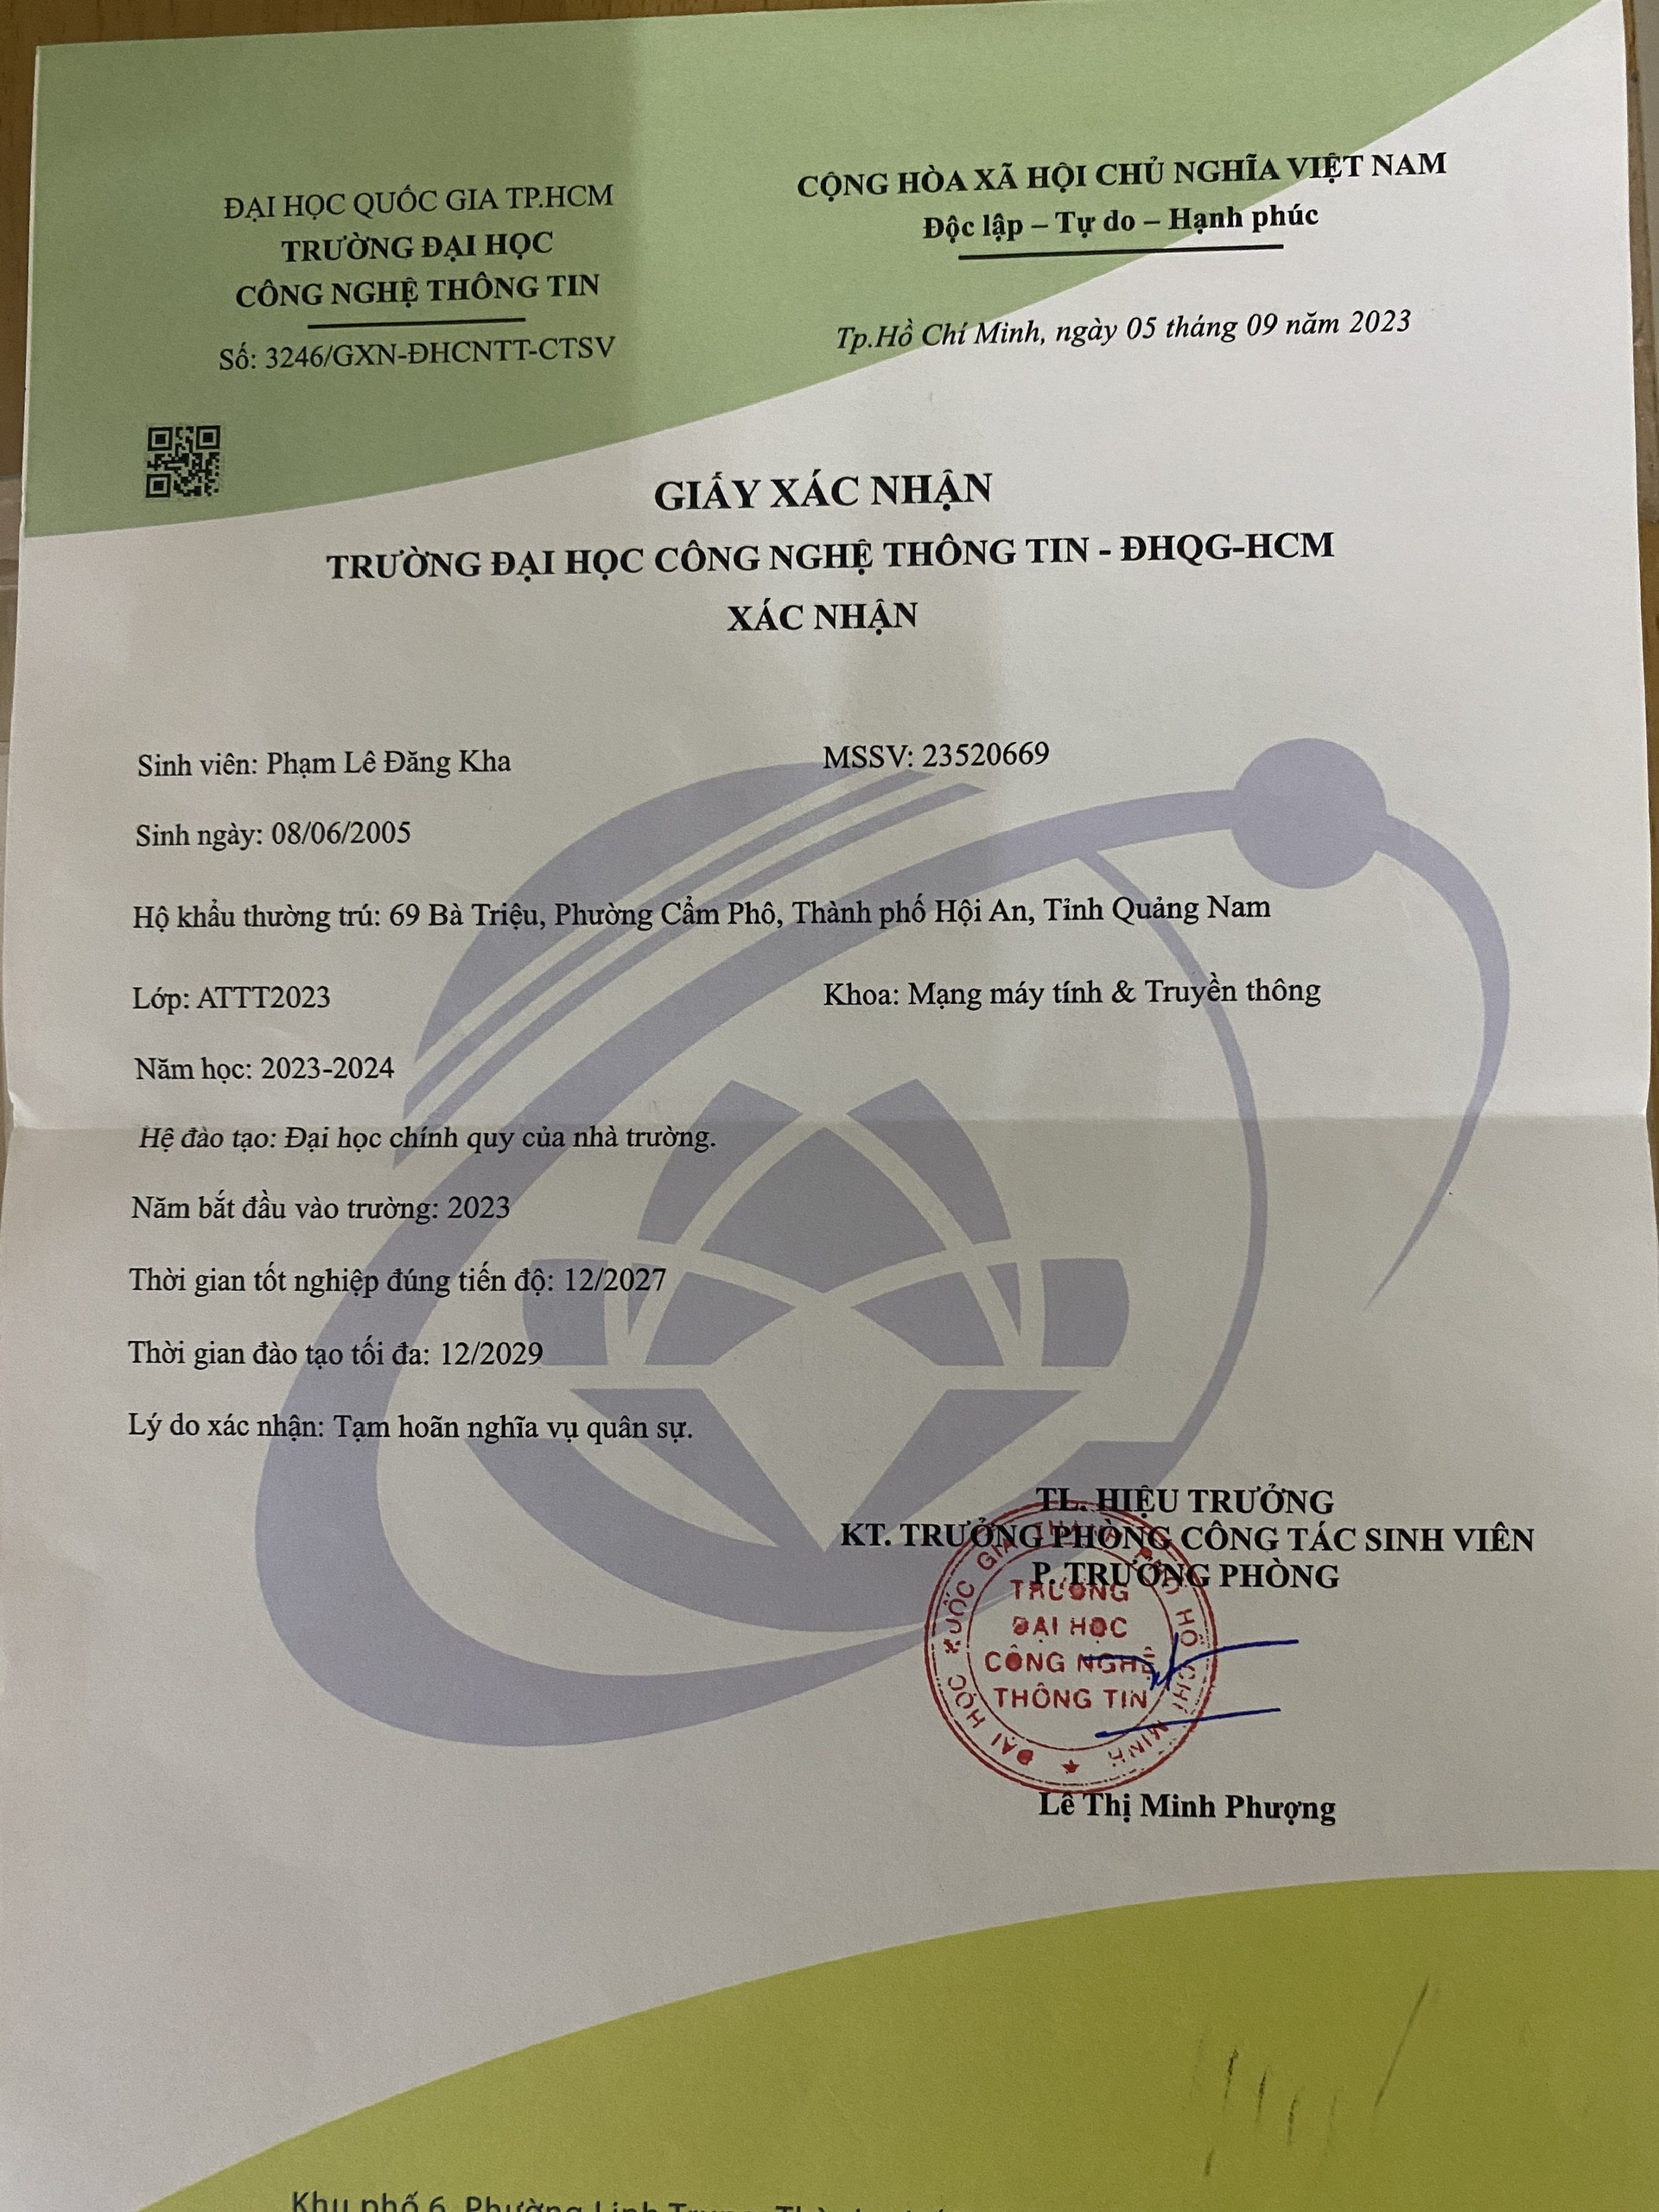 ĐẠI HỌC QUỐC GIA TP.HCM
TRƯỜNG ĐẠI HỌC
CÔNG NGHỆ THÔNG TIN
Số: 3246/GXN-ĐHCNTT-CTSV
CỘNG HÒA XÃ HỘI CHỦ NGHĨA VIỆT NAM
Độc lập – Tự do – Hạnh phúc
Tp.Hồ Chí Minh, ngày 05 tháng 09 năm 2023
GIẤY XÁC NHẬN
TRƯỜNG ĐẠI HỌC CÔNG NGHỆ THÔNG TIN - ĐHQG-HCM
XÁC NHẬN
Sinh viên: Phạm Lê Đăng Kha MSSV: 23520669
Sinh ngày: 08/06/2005
Hộ khẩu thường trú: 69 Bà Triệu, Phường Cẩm Phô, Thành phố Hội An, Tỉnh Quảng Nam
Lớp: ATTT2023 Khoa: Mạng máy tính & Truyền thông
Năm học: 2023-2024
Hệ đào tạo: Đại học chính quy của nhà trường.
Năm bắt đầu vào trường: 2023
Thời gian tốt nghiệp đúng tiến độ: 12/2027
Thời gian đào tạo tối đa: 12/2029
Lý do xác nhận: Tạm hoãn nghĩa vụ quân sự.
TL. HIỆU TRƯỞNG
KT. TRƯỞNG PHÒNG CÔNG TÁC SINH VIÊN
P. TRƯỞNG PHÒNG
ĐẠI HỌC QUỐC GIA THÀNH PHỐ HỒ CHÍ MINH
TRƯỜNG
ĐẠI HỌC
CÔNG NGHỆ
THÔNG TIN
Lê Thị Minh Phượng
Khu phố 6, Phường Linh Trung,